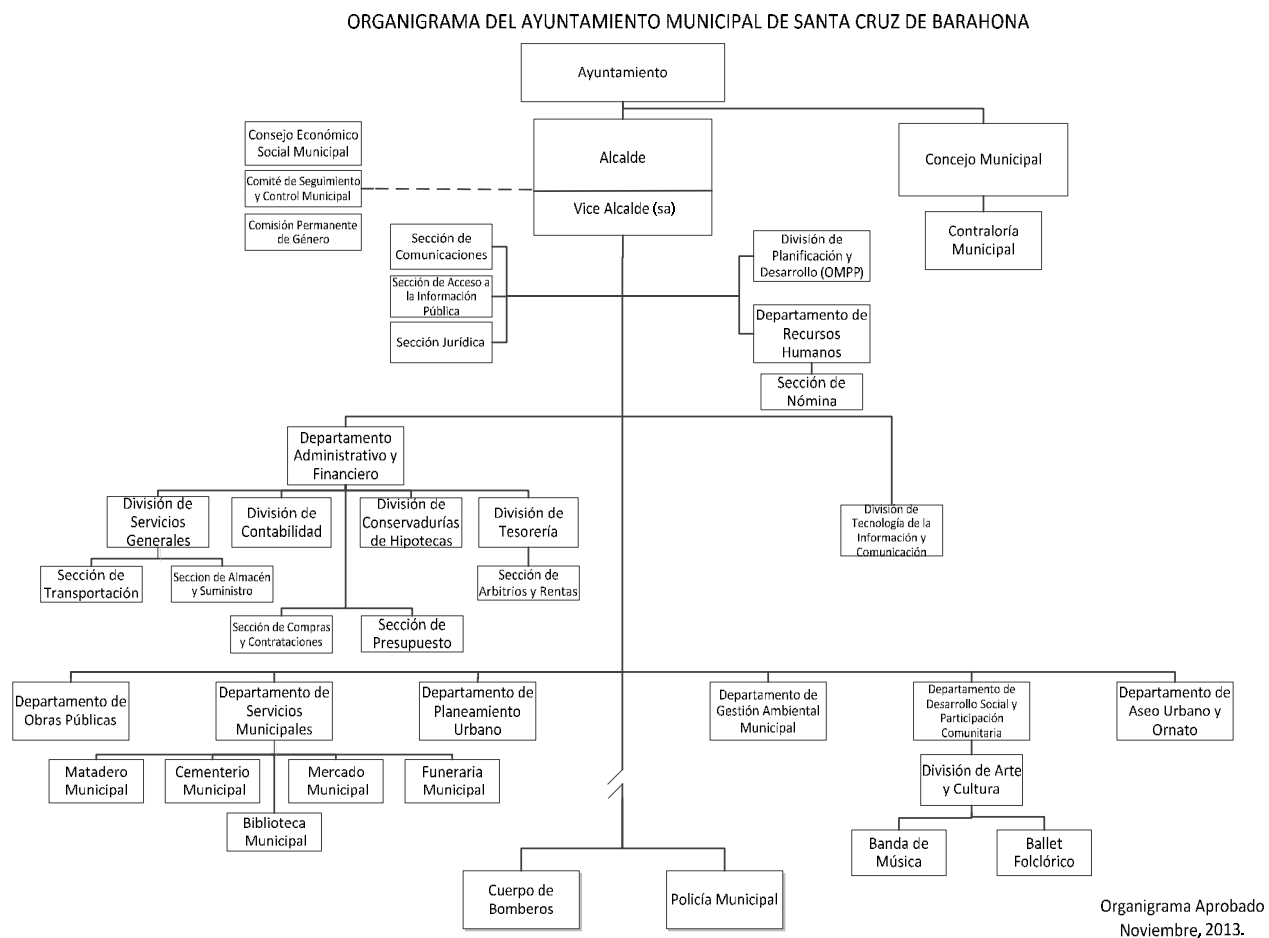 ORGANIGRAMA DEL AYUNTAMIENTO MUNICIPAL DE SANTA CRUZ DE BARAHONA
Ayuntamiento
Consejo Económico
Social Municipal
Comité de Seguimiento
y Control Municipal
Comisión Permanente
de Género
Alcalde
Vice Alcalde (sa)
Concejo Municipal
Contraloría
Municipal
Sección de
Comunicaciones
Sección de Acceso a
la Información
Pública
Sección Jurídica
División de
Planificación y
Desarrollo (OMPP)
Departamento de
Recursos
Humanos
Sección de
Nómina
Departamento
Administrativo y
Financiero
División de
Servicios
Generales
División de
Contabilidad
División de
Conservadurías
de Hipotecas
División de
Tesorería
División de
Tecnología de la
Información y
Comunicación
Sección de
Transportación
Seccion de Almacén
y Suministro
Sección de
Arbitrios y Rentas
Sección de Compras
y Contrataciones
Sección de
Presupuesto
Departamento de
Obras Públicas
Departamento de
Servicios
Municipales
Departamento de
Planeamiento
Urbano
Departamento de
Gestión Ambiental
Municipal
Departamento de
Desarrollo Social y
Participación
Comunitaria
Departamento de
Aseo Urbano y
Ornato
Matadero
Municipal
Cementerio
Municipal
Mercado
Municipal
Funeraria
Municipal
Biblioteca
Municipal
División de Arte
y Cultura
Banda de
Música
Ballet
Folclórico
Cuerpo de
Bomberos
Policía Municipal
Organigrama Aprobado
Noviembre, 2013.